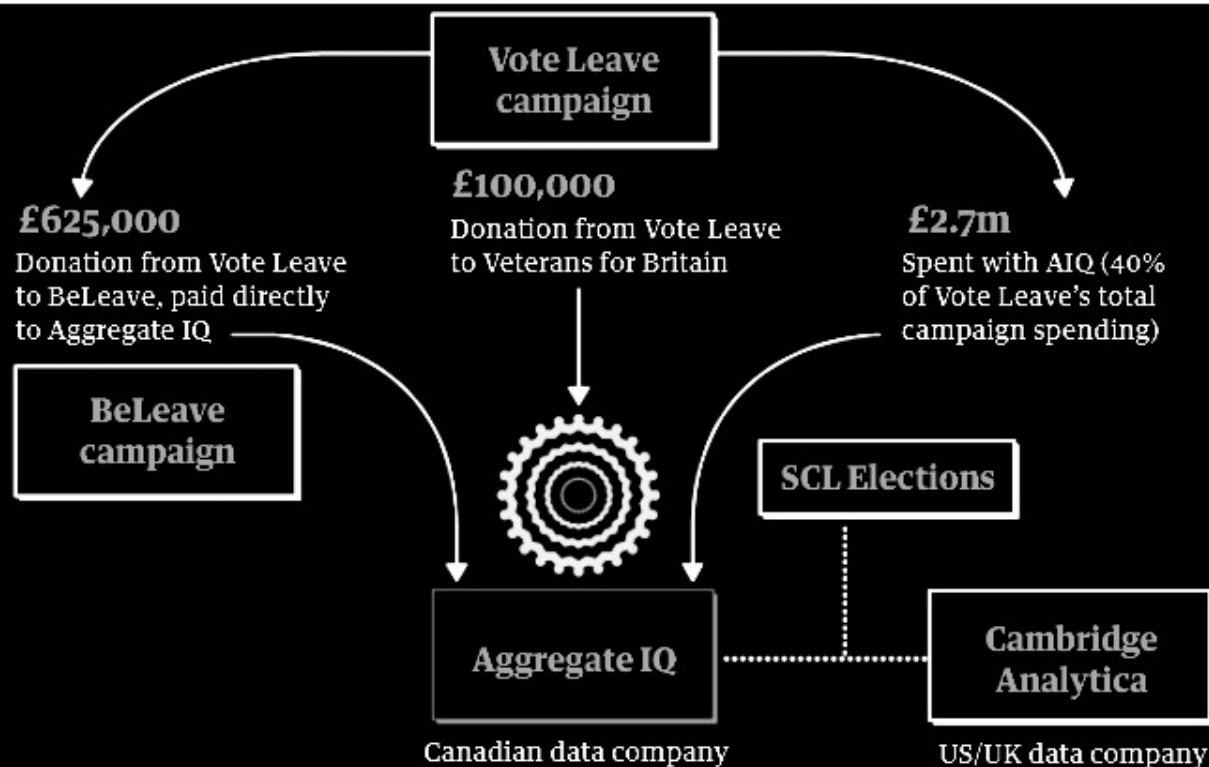 Vote Leave
campaign
£625,000
Donation from Vote Leave
to BeLeave, paid directly
to Aggregate IQ
£100,000
Donation from Vote Leave
to Veterans for Britain
£2.7m
Spent with AIQ (40%
of Vote Leave's total
campaign spending)
BeLeave
campaign
SCL Elections
Aggregate IQ
Canadian data company
Cambridge
Analytica
US/UK data company